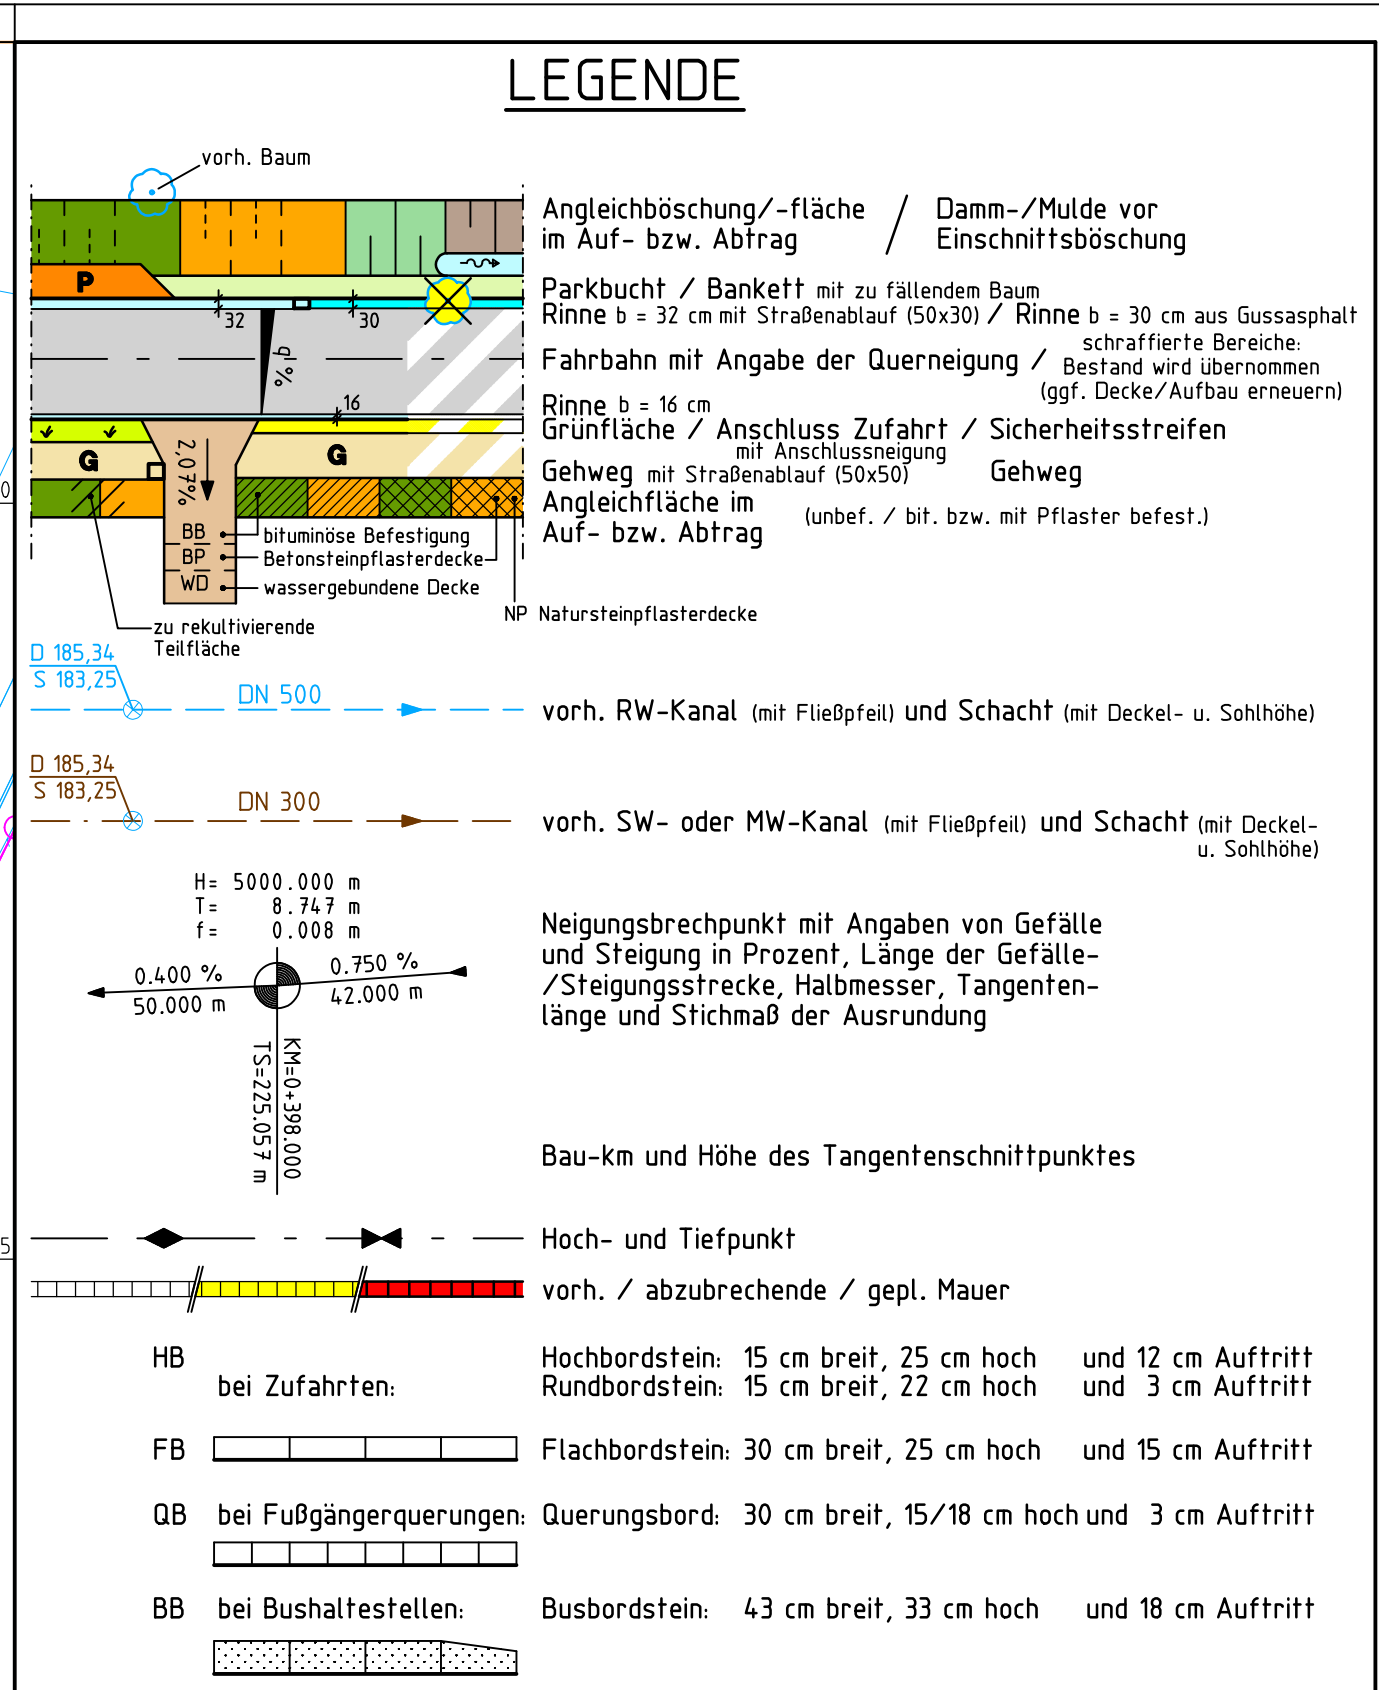 LEGENDE
vorh. Baum
Angleichböschung/-fläche / Damm-/Mulde vor
im Auf- bzw. Abtrag Einschnittsböschung
P
Parkbucht / Bankett mit zu fällendem Baum
32 30
Rinne b = 32 cm mit Straßenablauf (50x30) / Rinne b = 30 cm aus Gussasphalt
q %
Fahrbahn mit Angabe der Querneigung / schraffierte Bereiche:
Bestand wird übernommen
(ggf. Decke/Aufbau erneuern)
16
Rinne b = 16 cm
Grünfläche / Anschluss Zufahrt / Sicherheitsstreifen
mit Anschlussneigung
G 2,07% G
Gehweg mit Straßenablauf (50x50) Gehweg
Angleichfläche im
Auf- bzw. Abtrag (unbef. / bit. bzw. mit Pflaster befest.)
BB bituminöse Befestigung
BP Betonsteinpflasterdecke
WD wassergebundene Decke
NP Natursteinpflasterdecke
zu rekultivierende
Teilfläche
D 185,34
S 183,25
DN 500
vorh. RW-Kanal (mit Fließpfeil) und Schacht (mit Deckel- u. Sohlhöhe)
D 185,34
S 183,25
DN 300
vorh. SW- oder MW-Kanal (mit Fließpfeil) und Schacht (mit Deckel-
u. Sohlhöhe)
H= 5000.000 m
T= 8.747 m
f= 0.008 m
0.400 % 0.750 %
50.000 m 42.000 m
KM=0+398.000
TS=225.057 m
Neigungsbrechpunkt mit Angaben von Gefälle
und Steigung in Prozent, Länge der Gefälle-
/Steigungsstrecke, Halbmesser, Tangenten-
länge und Stichmaß der Ausrundung
Bau-km und Höhe des Tangentenschnittpunktes
Hoch- und Tiefpunkt
vorh. / abzubrechende / gepl. Mauer
HB Hochbordstein: 15 cm breit, 25 cm hoch und 12 cm Auftritt
bei Zufahrten: Rundbordstein: 15 cm breit, 22 cm hoch und 3 cm Auftritt
FB Flachbordstein: 30 cm breit, 25 cm hoch und 15 cm Auftritt
QB bei Fußgängerquerungen: Querungsbord: 30 cm breit, 15/18 cm hoch und 3 cm Auftritt
BB bei Bushaltestellen: Busbordstein: 43 cm breit, 33 cm hoch und 18 cm Auftritt
0
5